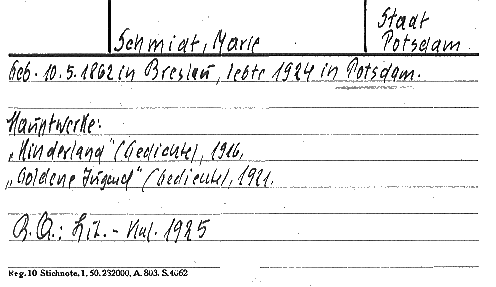 Stadt
Schmidt, Marie Potsdam
Geb. 10.5.1862 in Breslau, lebte 1924 in Potsdam.
Hauptwerke:
„Kinderland" (Gedichte), 1916.
„Goldene Jugend" (Gedichte), 1921.
B.A.: Lit.-Kal. 1925
Reg. 10 Stichnote. 1. 50. 232000. A. 803. S. 4062